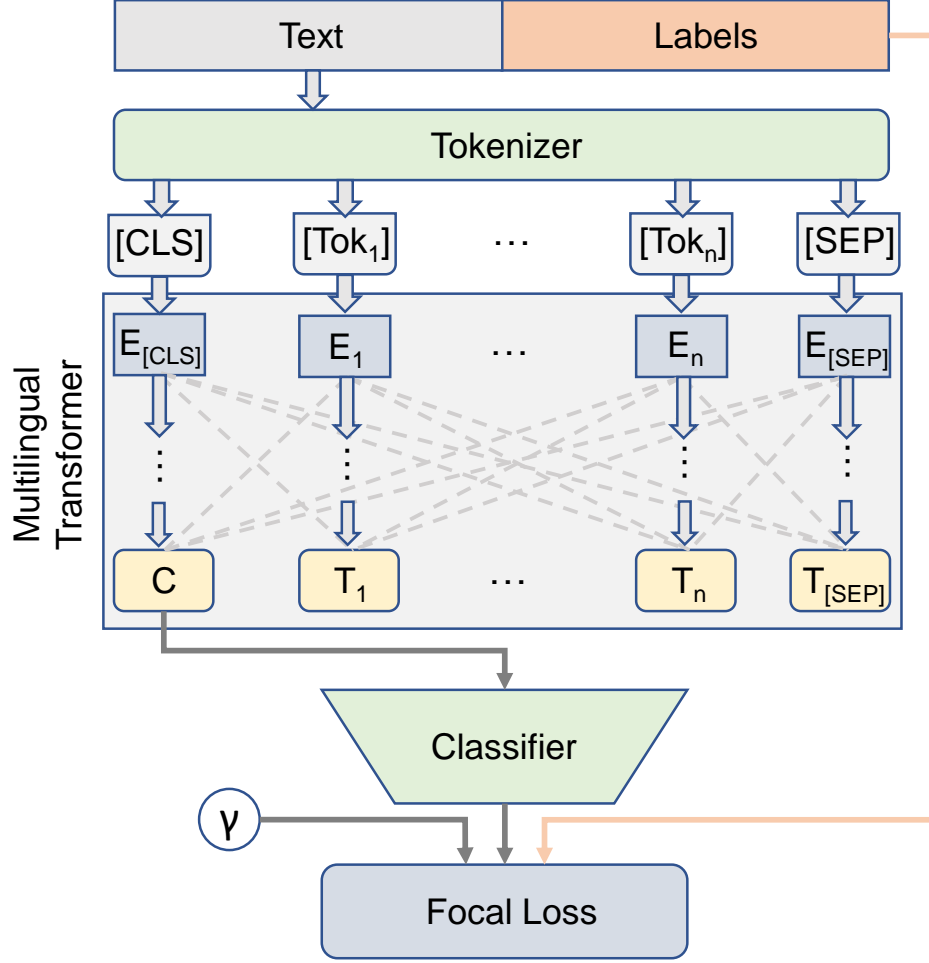 Text Labels
Tokenizer
[CLS] [Tok₁] ... [Tokₙ] [SEP]
E[CLS] E₁ ... Eₙ E[SEP]
⋮ ⋮ ⋮ ⋮
C T₁ ... Tₙ T[SEP]
Multilingual
Transformer
Classifier
γ
Focal Loss